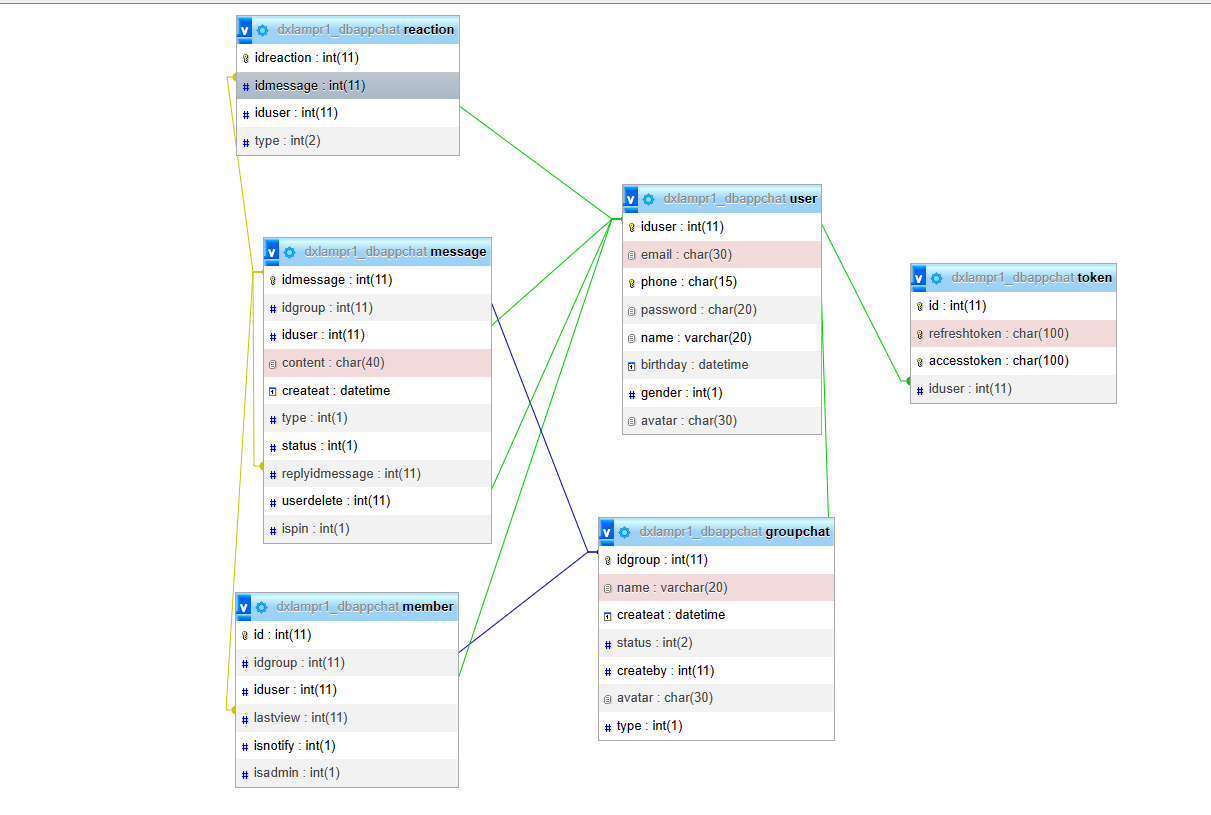 v dxlampr1_dbappchat reaction
idreaction : int(11)
# idmessage : int(11)
# iduser : int(11)
# type : int(2)
v dxlampr1_dbappchat message
idmessage : int(11)
# idgroup : int(11)
# iduser : int(11)
content : char(40)
createat : datetime
# type : int(1)
# status : int(1)
# replyidmessage : int(11)
# userdelete : int(11)
# ispin : int(1)
v dxlampr1_dbappchat member
id : int(11)
# idgroup : int(11)
# iduser : int(11)
# lastview : int(11)
# isnotify : int(1)
# isadmin : int(1)
v dxlampr1_dbappchat user
iduser : int(11)
email : char(30)
phone : char(15)
password : char(20)
name : varchar(20)
birthday : datetime
# gender : int(1)
avatar : char(30)
v dxlampr1_dbappchat groupchat
idgroup : int(11)
name : varchar(20)
createat : datetime
# status : int(2)
# createby : int(11)
avatar : char(30)
# type : int(1)
v dxlampr1_dbappchat token
id : int(11)
refreshtoken : char(100)
accesstoken : char(100)
# iduser : int(11)